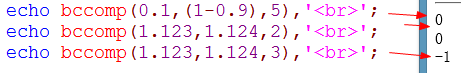 echo bccomp(0.1,(1-0.9),5),'<br>';
echo bccomp(1.123,1.124,2),'<br>';
echo bccomp(1.123,1.124,3),'<br>';
0
0
-1